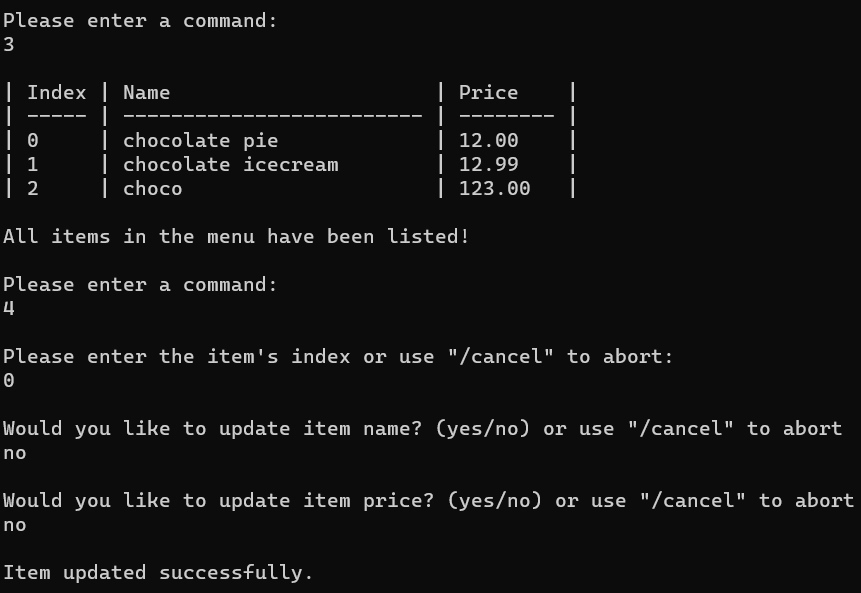 Please enter a command:
3
| Index | Name                      | Price    |
| ----- | ------------------------- | -------- |
| 0     | chocolate pie             | 12.00    |
| 1     | chocolate icecream        | 12.99    |
| 2     | choco                     | 123.00   |
All items in the menu have been listed!
Please enter a command:
4
Please enter the item's index or use "/cancel" to abort:
0
Would you like to update item name? (yes/no) or use "/cancel" to abort
no
Would you like to update item price? (yes/no) or use "/cancel" to abort
no
Item updated successfully.